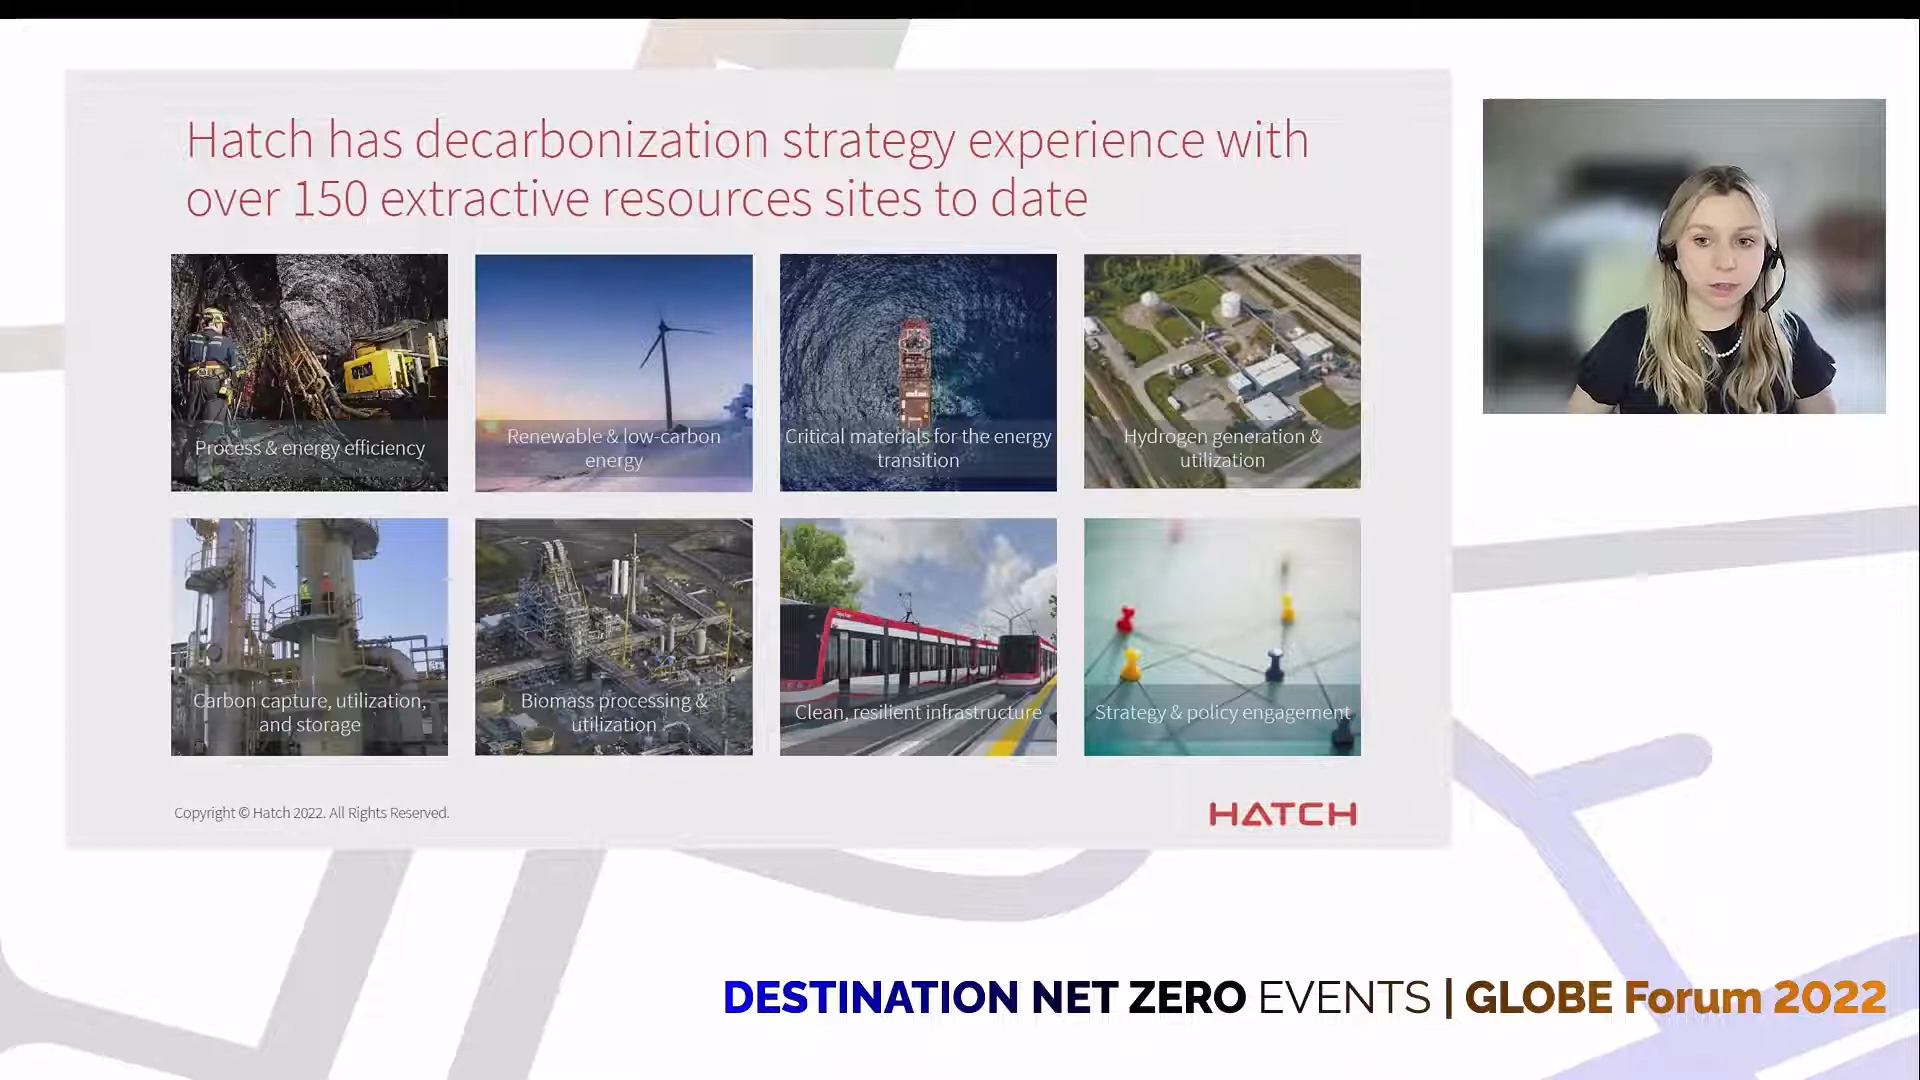 Hatch has decarbonization strategy experience with
over 150 extractive resources sites to date
Process & energy efficiency
Renewable & low-carbon
energy
Critical materials for the energy
transition
Hydrogen generation &
utilization
Carbon capture, utilization,
and storage
Biomass processing &
utilization
Clean, resilient infrastructure
Strategy & policy engagement
Copyright © Hatch 2022. All Rights Reserved.
HATCH
DESTINATION NET ZERO EVENTS | GLOBE Forum 2022